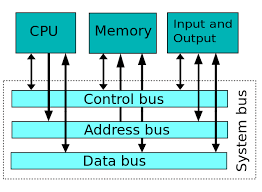 CPU
Memory
Input and
Output
Control bus
Address bus
Data bus
System bus